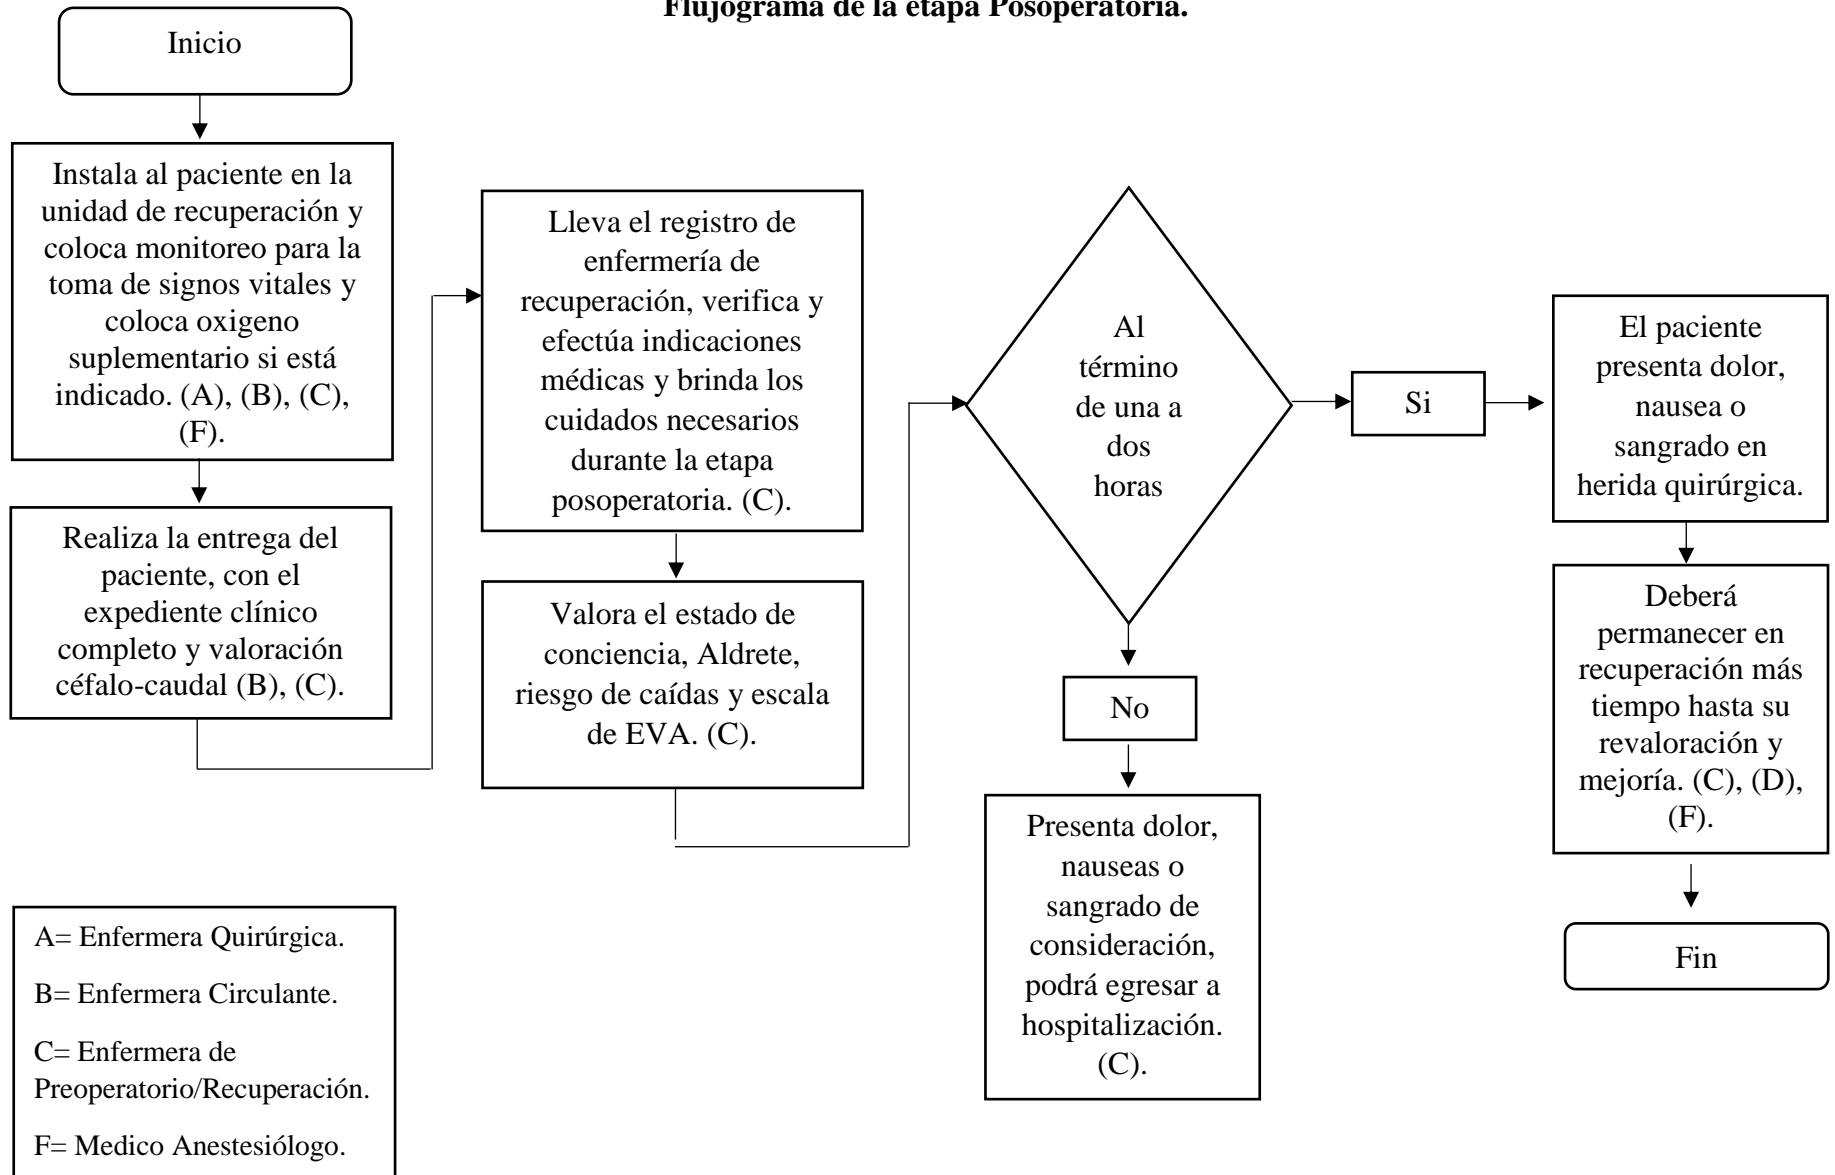 Flujograma de la etapa Posoperatoria.
Inicio
Instala al paciente en la
unidad de recuperación y
coloca monitoreo para la
toma de signos vitales y
coloca oxigeno
suplementario si está
indicado. (A), (B), (C),
(F).
Realiza la entrega del
paciente, con el
expediente clínico
completo y valoración
céfalo-caudal (B), (C).
Lleva el registro de
enfermería de
recuperación, verifica y
efectúa indicaciones
médicas y brinda los
cuidados necesarios
durante la etapa
posoperatoria. (C).
Valora el estado de
conciencia, Aldrete,
riesgo de caídas y escala
de EVA. (C).
Al
término
de una a
dos
horas
Si
El paciente
presenta dolor,
nausea o
sangrado en
herida quirúrgica.
Deberá
permanecer en
recuperación más
tiempo hasta su
revaloración y
mejoría. (C), (D),
(F).
Fin
No
Presenta dolor,
nauseas o
sangrado de
consideración,
podrá egresar a
hospitalización.
(C).
A= Enfermera Quirúrgica.
B= Enfermera Circulante.
C= Enfermera de
Preoperatorio/Recuperación.
F= Medico Anestesiólogo.